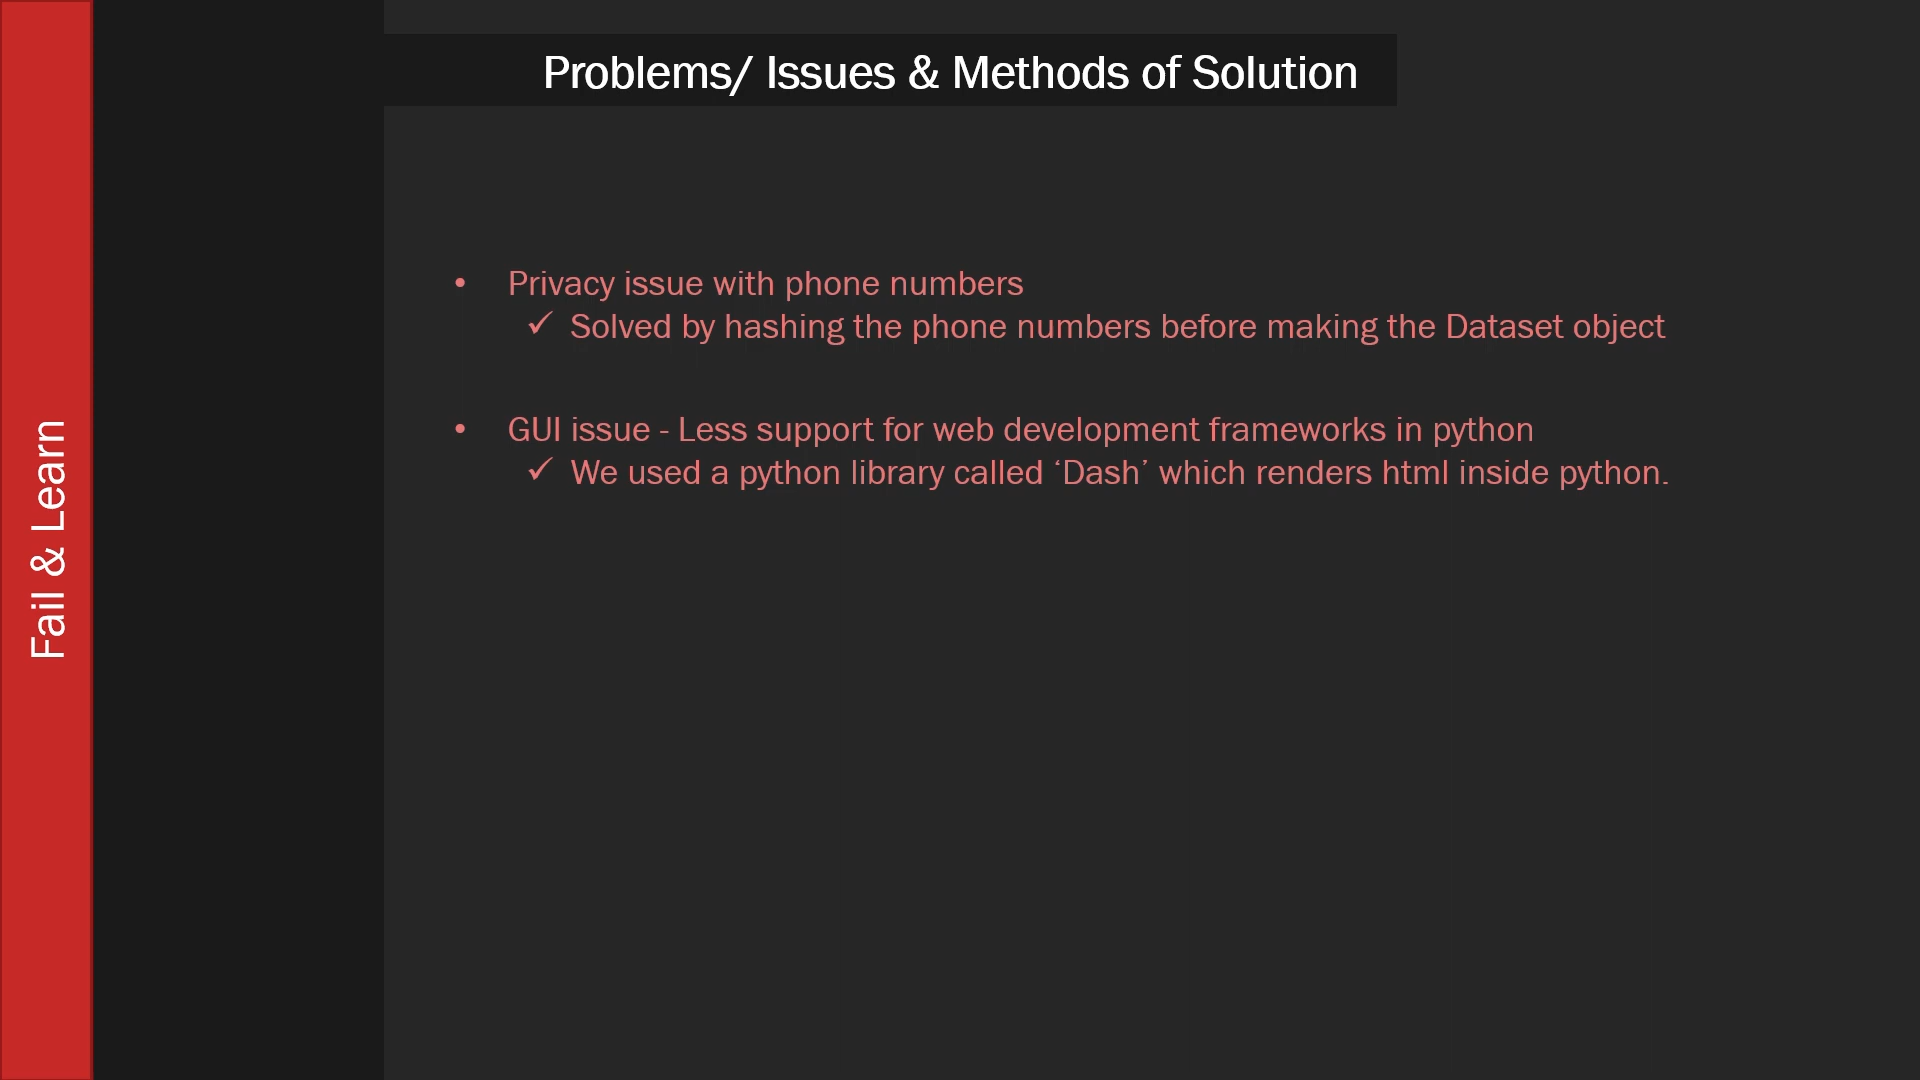 Problems/ Issues & Methods of Solution
• Privacy issue with phone numbers
✓ Solved by hashing the phone numbers before making the Dataset object
• GUI issue - Less support for web development frameworks in python
✓ We used a python library called ‘Dash’ which renders html inside python.
Fail & Learn